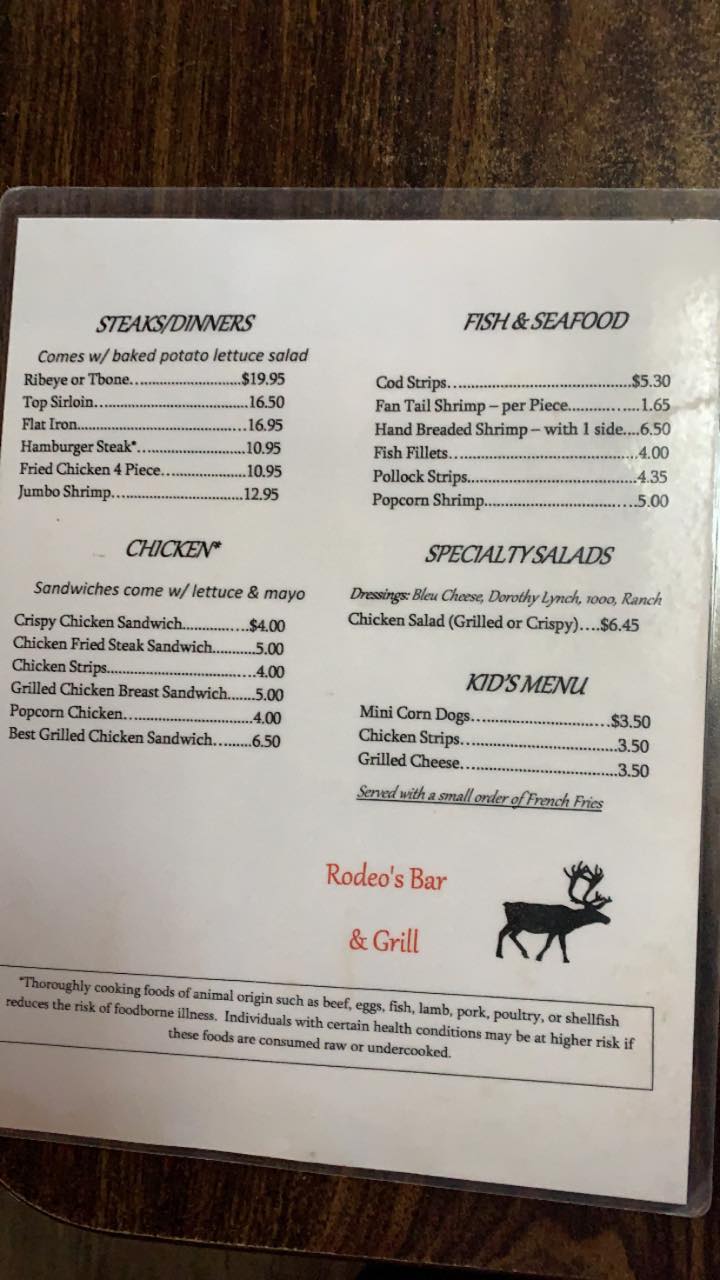 STEAKS/DINNERS
Comes w/ baked potato lettuce salad
Ribeye or Tbone..............................$19.95
Top Sirloin.........................................16.50
Flat Iron.............................................16.95
Hamburger Steak*.............................10.95
Fried Chicken 4 Piece.......................10.95
Jumbo Shrimp...................................12.95
CHICKEN*
Sandwiches come w/ lettuce & mayo
Crispy Chicken Sandwich.................$4.00
Chicken Fried Steak Sandwich...........5.00
Chicken Strips......................................4.00
Grilled Chicken Breast Sandwich.......5.00
Popcorn Chicken.................................4.00
Best Grilled Chicken Sandwich.........6.50
FISH & SEAFOOD
Cod Strips..............................................$5.30
Fan Tail Shrimp – per Piece..................1.65
Hand Breaded Shrimp – with 1 side....6.50
Fish Fillets...............................................4.00
Pollock Strips...........................................4.35
Popcorn Shrimp.......................................5.00
SPECIALTY SALADS
Dressings: Bleu Cheese, Dorothy Lynch, 1000, Ranch
Chicken Salad (Grilled or Crispy)....$6.45
KID'S MENU
Mini Corn Dogs...................................$3.50
Chicken Strips.......................................3.50
Grilled Cheese.......................................3.50
Served with a small order of French Fries
Rodeo's Bar
& Grill
*Thoroughly cooking foods of animal origin such as beef, eggs, fish, lamb, pork, poultry, or shellfish
reduces the risk of foodborne illness. Individuals with certain health conditions may be at higher risk if
these foods are consumed raw or undercooked.